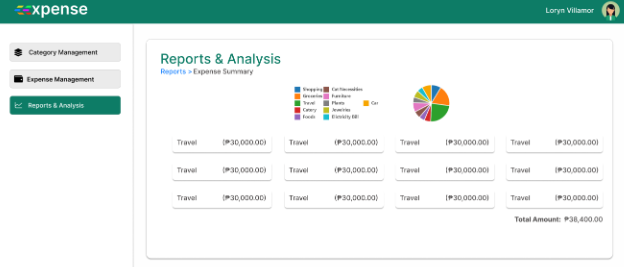 expense
Loryn Villamor
Category Management
Expense Management
Reports & Analysis
Reports & Analysis
Reports > Expense Summary
Shopping Cat Necessities
Groceries Furniture
Travel Plants Car
Catery Jewelries
Foods Eletricity Bill
Travel (₱30,000.00) Travel (₱30,000.00) Travel (₱30,000.00) Travel (₱30,000.00)
Travel (₱30,000.00) Travel (₱30,000.00) Travel (₱30,000.00) Travel (₱30,000.00)
Travel (₱30,000.00) Travel (₱30,000.00) Travel (₱30,000.00) Travel (₱30,000.00)
Total Amount: ₱38,400.00